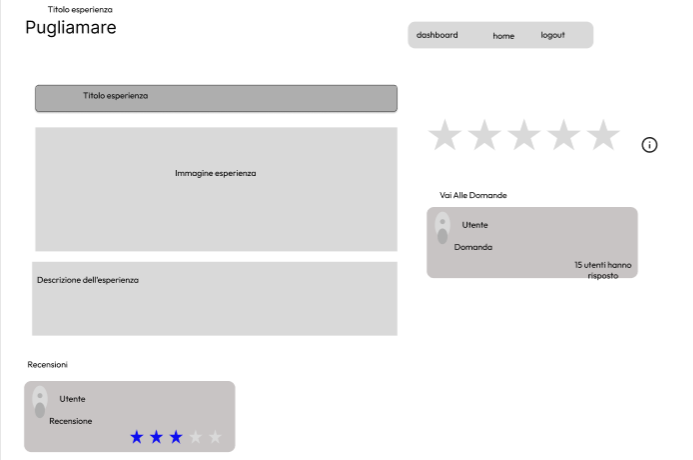 Titolo esperienza
Pugliamare
dashboard
home
logout
Titolo esperienza
Immagine esperienza
Vai Alle Domande
Utente
Domanda
15 utenti hanno
risposto
Descrizione dell'esperienza
Recensioni
Utente
Recensione